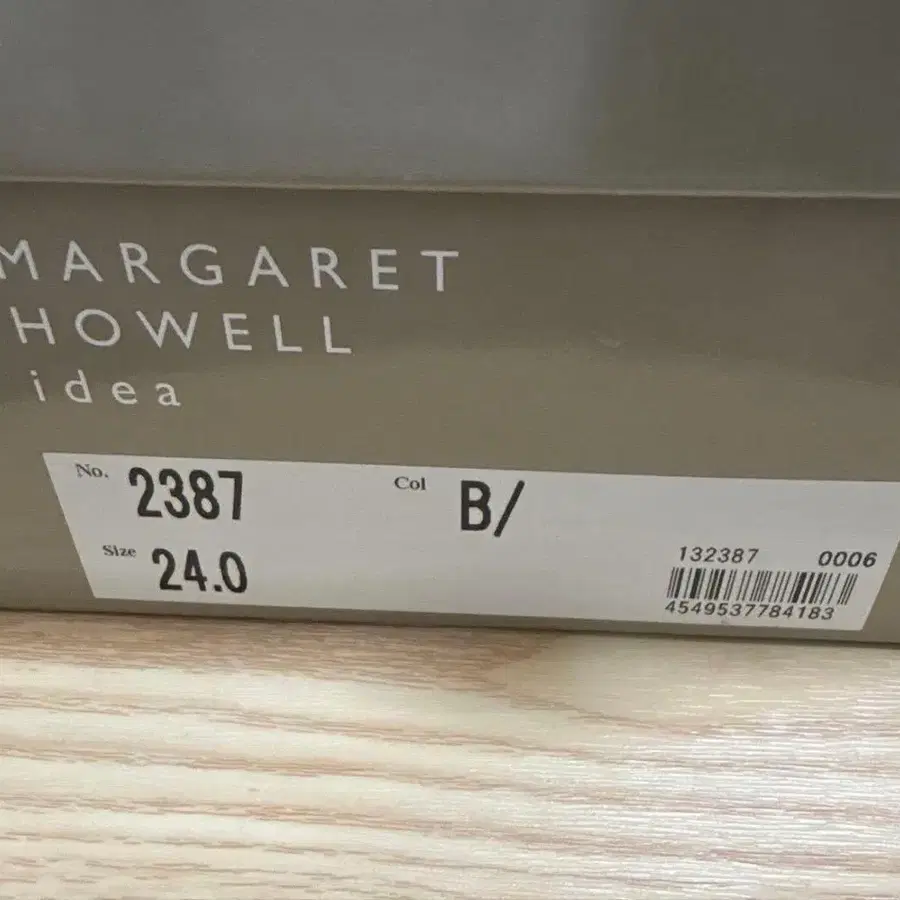 MARGARET
HOWELL
idea
No. 2387 Col B/
Size 24.0
132387 0006
4549537784183